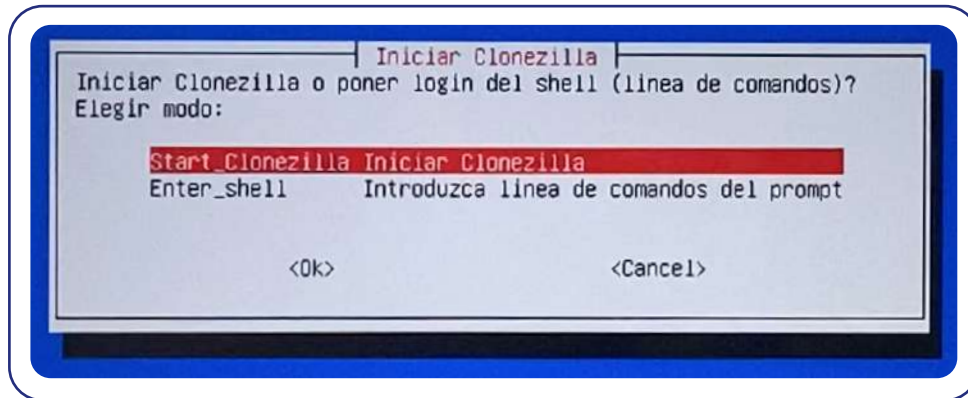 Iniciar Clonezilla
Iniciar Clonezilla o poner login del shell (linea de comandos)?
Elegir modo:
Start_Clonezilla Iniciar Clonezilla
Enter_shell Introduzca linea de comandos del prompt
<Ok> <Cancel>